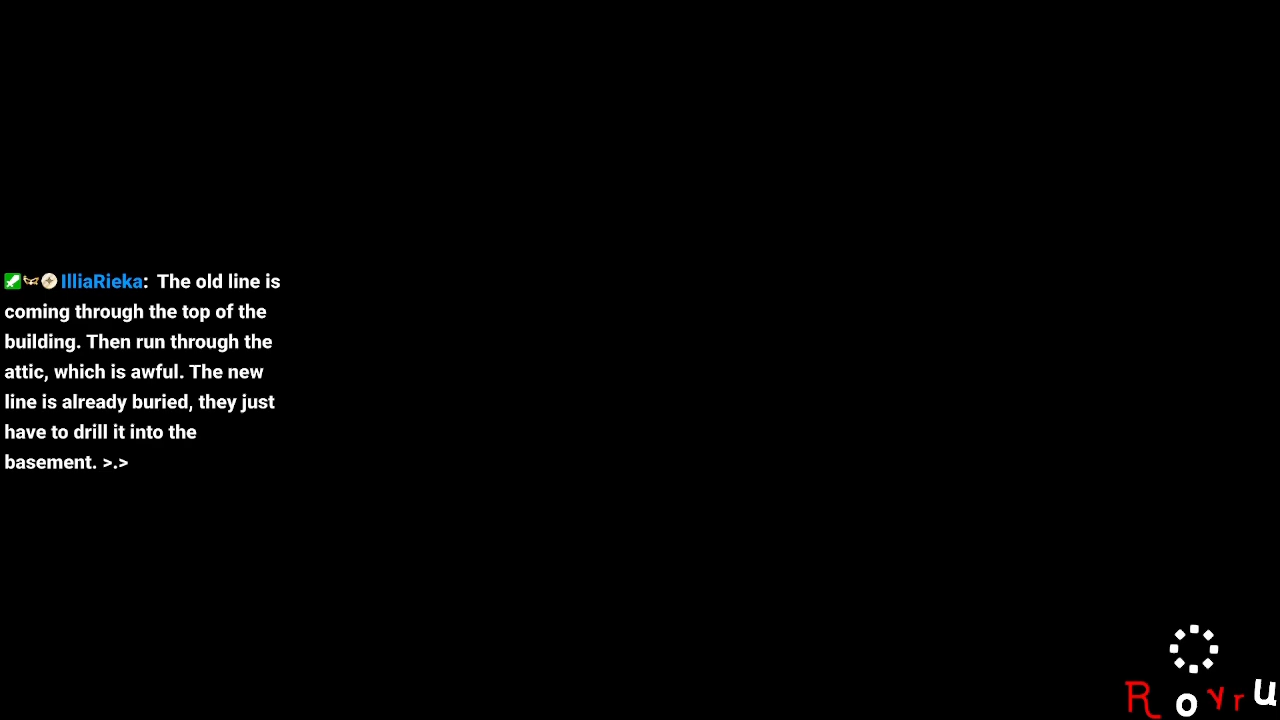 IlliaRieka: The old line is
coming through the top of the
building. Then run through the
attic, which is awful. The new
line is already buried, they just
have to drill it into the
basement. >.>
Royru